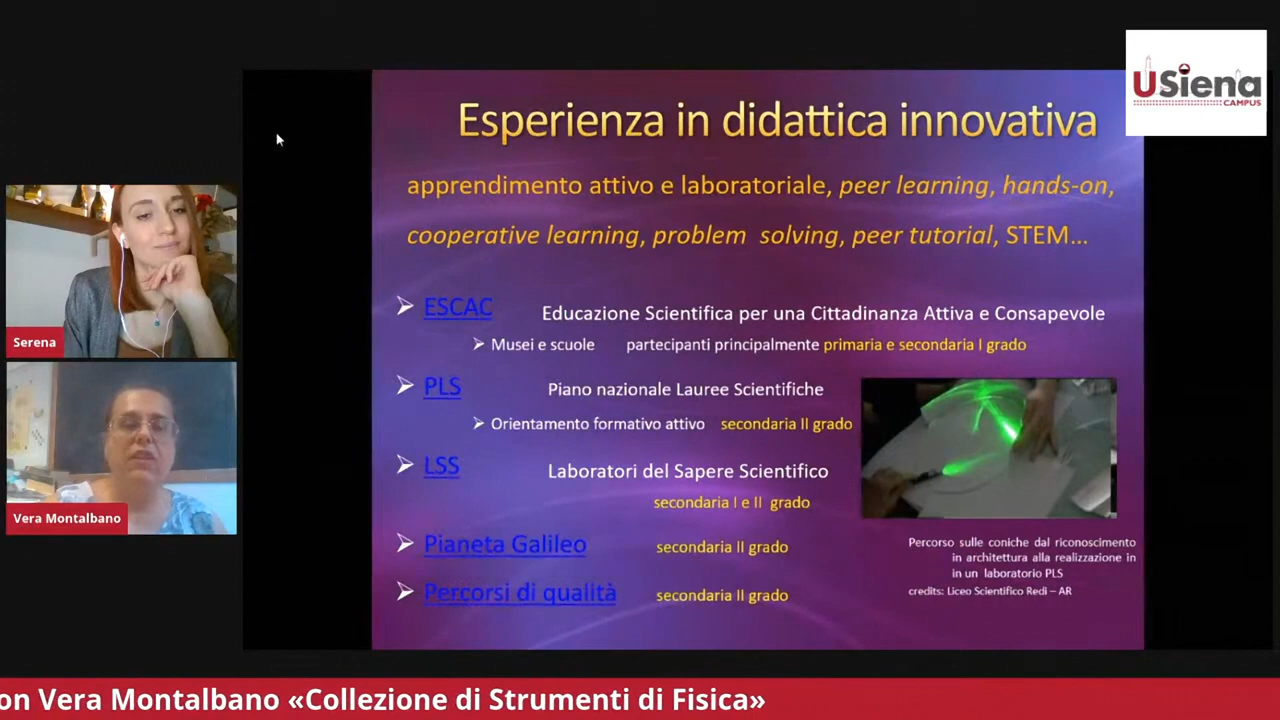 USiena
CAMPUS
Esperienza in didattica innovativa
apprendimento attivo e laboratoriale, peer learning, hands-on,
cooperative learning, problem solving, peer tutorial, STEM...
ESCAC Educazione Scientifica per una Cittadinanza Attiva e Consapevole
Musei e scuole partecipanti principalmente primaria e secondaria I grado
PLS Piano nazionale Lauree Scientifiche
Orientamento formativo attivo secondaria II grado
LSS Laboratori del Sapere Scientifico
secondaria I e II grado
Pianeta Galileo secondaria II grado
Percorsi di qualità secondaria II grado
Percorso sulle coniche dal riconoscimento
in architettura alla realizzazione in
in un laboratorio PLS
credits: Liceo Scientifico Redi – AR
Serena
Vera Montalbano
on Vera Montalbano «Collezione di Strumenti di Fisica»